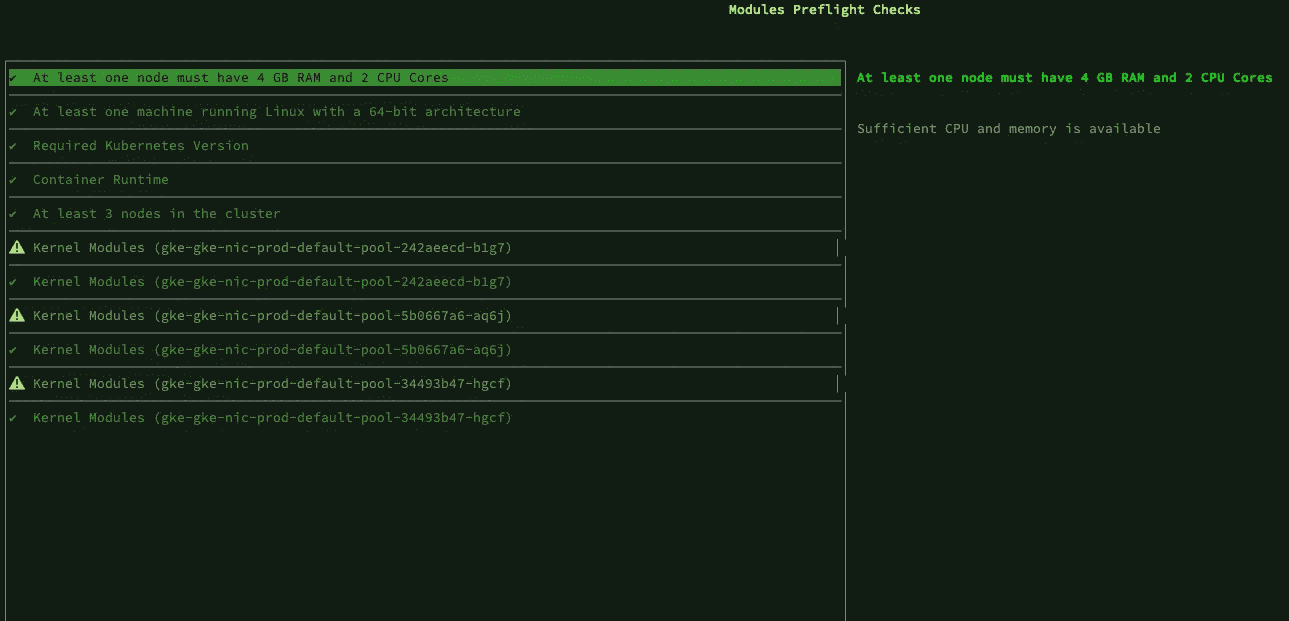 Modules Preflight Checks
✔ At least one node must have 4 GB RAM and 2 CPU Cores
✔ At least one machine running Linux with a 64-bit architecture
✔ Required Kubernetes Version
✔ Container Runtime
✔ At least 3 nodes in the cluster
⚠ Kernel Modules (gke-gke-nic-prod-default-pool-242aeecd-b1g7)
✔ Kernel Modules (gke-gke-nic-prod-default-pool-242aeecd-b1g7)
⚠ Kernel Modules (gke-gke-nic-prod-default-pool-5b0667a6-aq6j)
✔ Kernel Modules (gke-gke-nic-prod-default-pool-5b0667a6-aq6j)
⚠ Kernel Modules (gke-gke-nic-prod-default-pool-34493b47-hgcf)
✔ Kernel Modules (gke-gke-nic-prod-default-pool-34493b47-hgcf)
At least one node must have 4 GB RAM and 2 CPU Cores
Sufficient CPU and memory is available